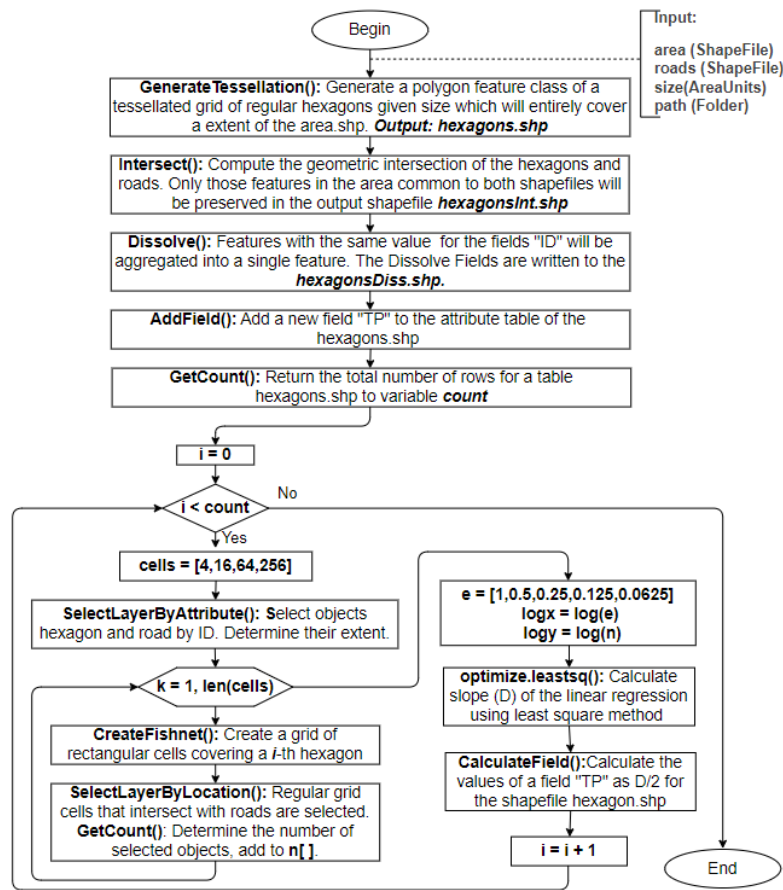 Begin
Input:
area (ShapeFile)
roads (ShapeFile)
size(AreaUnits)
path (Folder)
GenerateTessellation(): Generate a polygon feature class of a
tessellated grid of regular hexagons given size which will entirely cover
a extent of the area.shp. Output: hexagons.shp
Intersect(): Compute the geometric intersection of the hexagons and
roads. Only those features in the area common to both shapefiles will
be preserved in the output shapefile hexagonsInt.shp
Dissolve(): Features with the same value for the fields "ID" will be
aggregated into a single feature. The Dissolve Fields are written to the
hexagonsDiss.shp.
AddField(): Add a new field "TP" to the attribute table of the
hexagons.shp
GetCount(): Return the total number of rows for a table
hexagons.shp to variable count
i = 0
i < count
No
Yes
cells = [4,16,64,256]
SelectLayerByAttribute(): Select objects
hexagon and road by ID. Determine their extent.
k = 1, len(cells)
CreateFishnet(): Create a grid of
rectangular cells covering a i-th hexagon
SelectLayerByLocation(): Regular grid
cells that intersect with roads are selected.
GetCount(): Determine the number of
selected objects, add to n[ ].
e = [1,0.5,0.25,0.125,0.0625]
logx = log(e)
logy = log(n)
optimize.leastsq(): Calculate
slope (D) of the linear regression
using least square method
CalculateField():Calculate the
values of a field "TP" as D/2 for
the shapefile hexagon.shp
i = i + 1
End